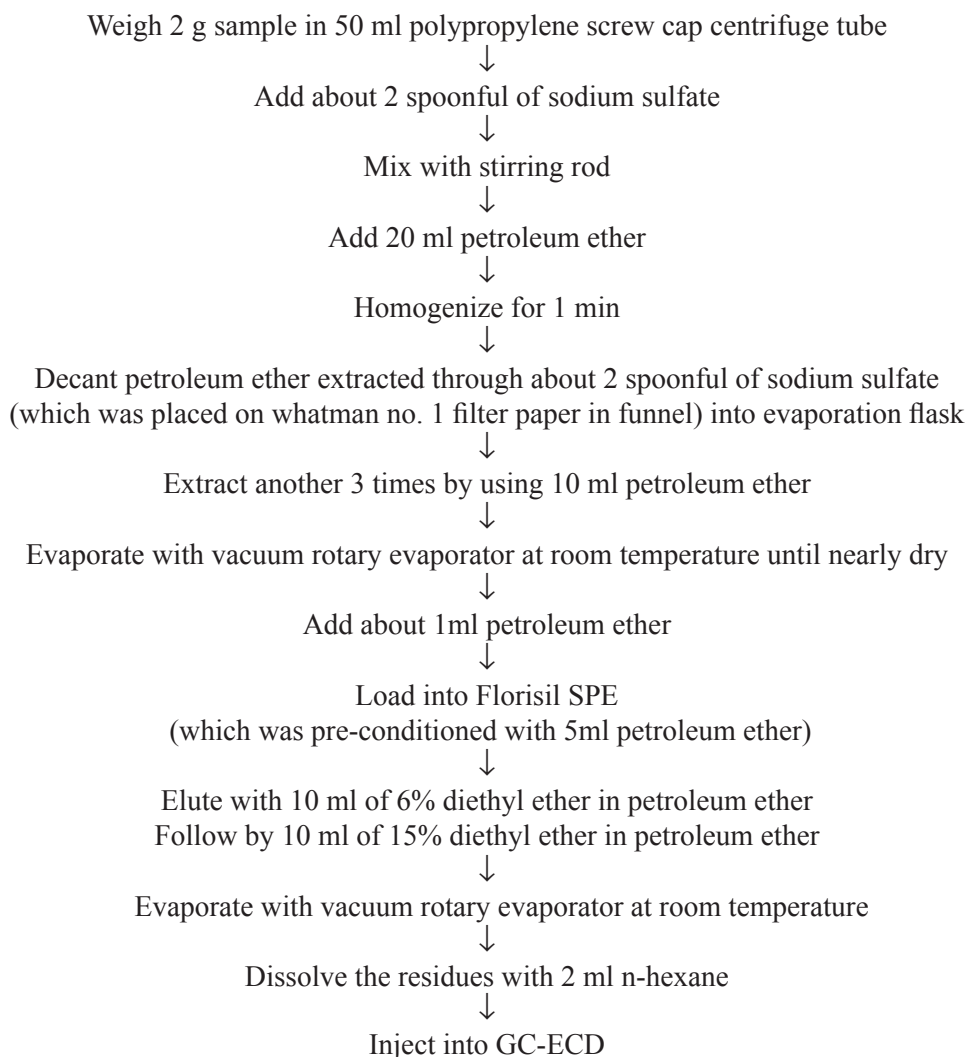 Weigh 2 g sample in 50 ml polypropylene screw cap centrifuge tube
↓
Add about 2 spoonful of sodium sulfate
↓
Mix with stirring rod
↓
Add 20 ml petroleum ether
↓
Homogenize for 1 min
↓
Decant petroleum ether extracted through about 2 spoonful of sodium sulfate
(which was placed on whatman no. 1 filter paper in funnel) into evaporation flask
↓
Extract another 3 times by using 10 ml petroleum ether
↓
Evaporate with vacuum rotary evaporator at room temperature until nearly dry
↓
Add about 1ml petroleum ether
↓
Load into Florisil SPE
(which was pre-conditioned with 5ml petroleum ether)
↓
Elute with 10 ml of 6% diethyl ether in petroleum ether
Follow by 10 ml of 15% diethyl ether in petroleum ether
↓
Evaporate with vacuum rotary evaporator at room temperature
↓
Dissolve the residues with 2 ml n-hexane
↓
Inject into GC-ECD